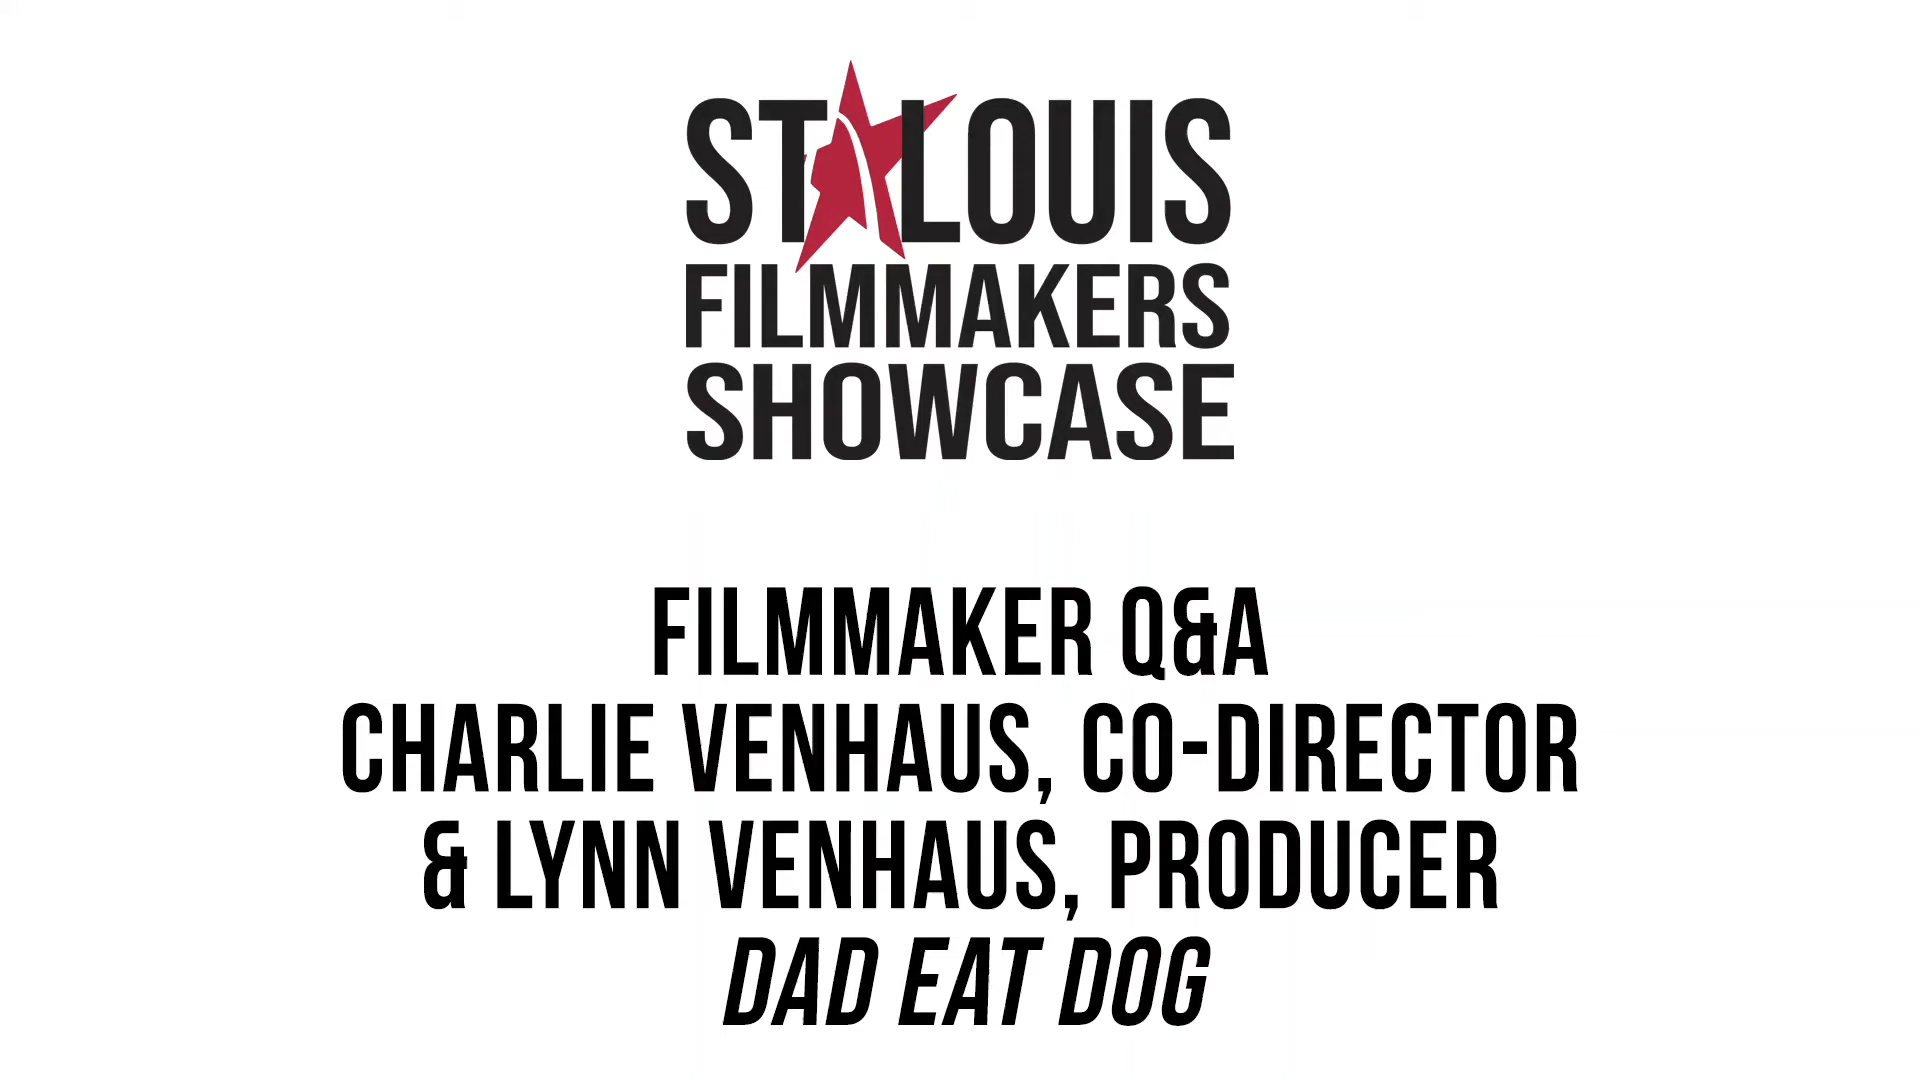 ST LOUIS
FILMMAKERS
SHOWCASE
FILMMAKER Q&A
CHARLIE VENHAUS, CO-DIRECTOR
& LYNN VENHAUS, PRODUCER
DAD EAT DOG